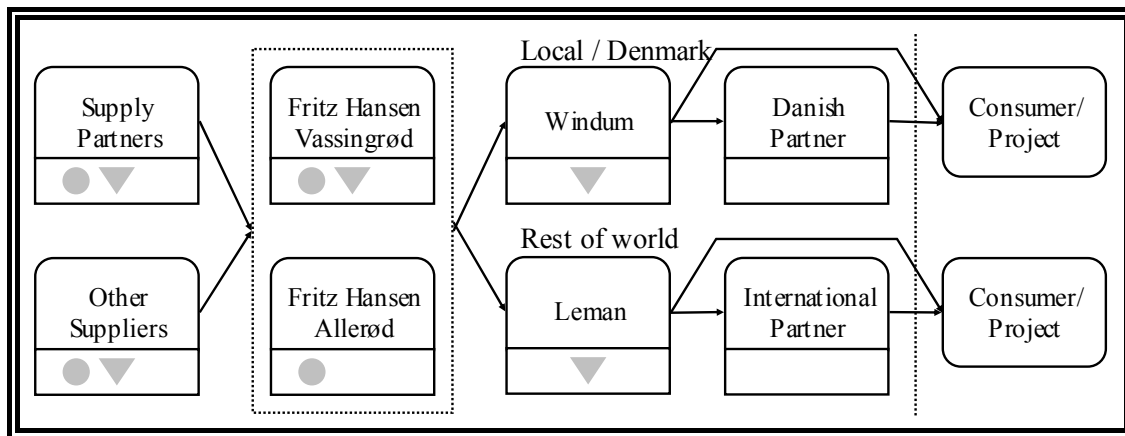 Local / Denmark
Supply
Partners
Fritz Hansen
Vassingrød
Windum
Danish
Partner
Consumer/
Project
Rest of world
Other
Suppliers
Fritz Hansen
Allerød
Leman
International
Partner
Consumer/
Project